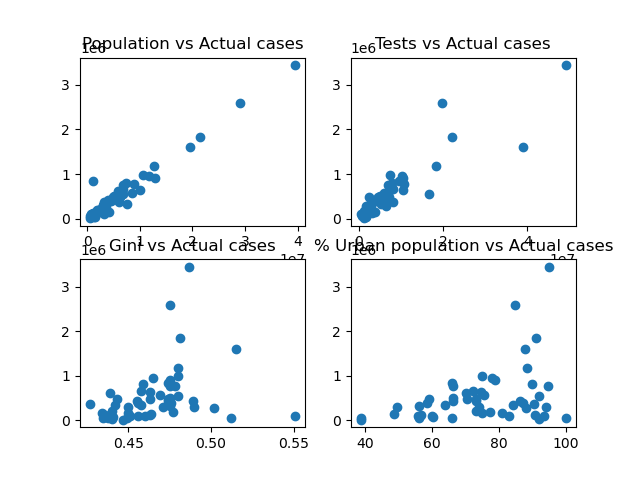 Population vs Actual cases
Tests vs Actual cases
1e6
1e6
3
2
1
0
3
2
1
0
0 1 2 3 4
1e7
0 2 4
1e7
Gini vs Actual cases
% Urban population vs Actual cases
1e6
1e6
3
2
1
0
3
2
1
0
0.45 0.50 0.55
40 60 80 100